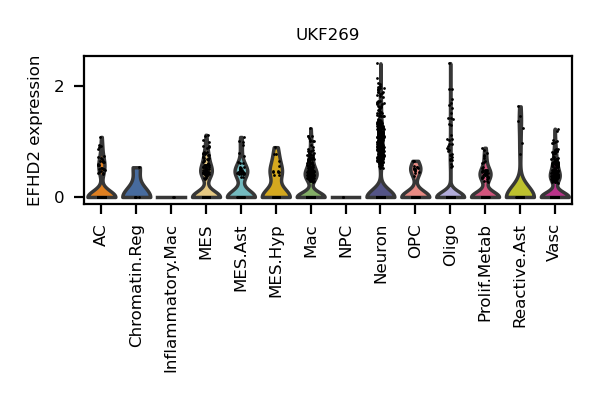 UKF269
EFHD2 expression
2
0
AC
Chromatin.Reg
Inflammatory.Mac
MES
MES.Ast
MES.Hyp
Mac
NPC
Neuron
OPC
Oligo
Prolif.Metab
Reactive.Ast
Vasc